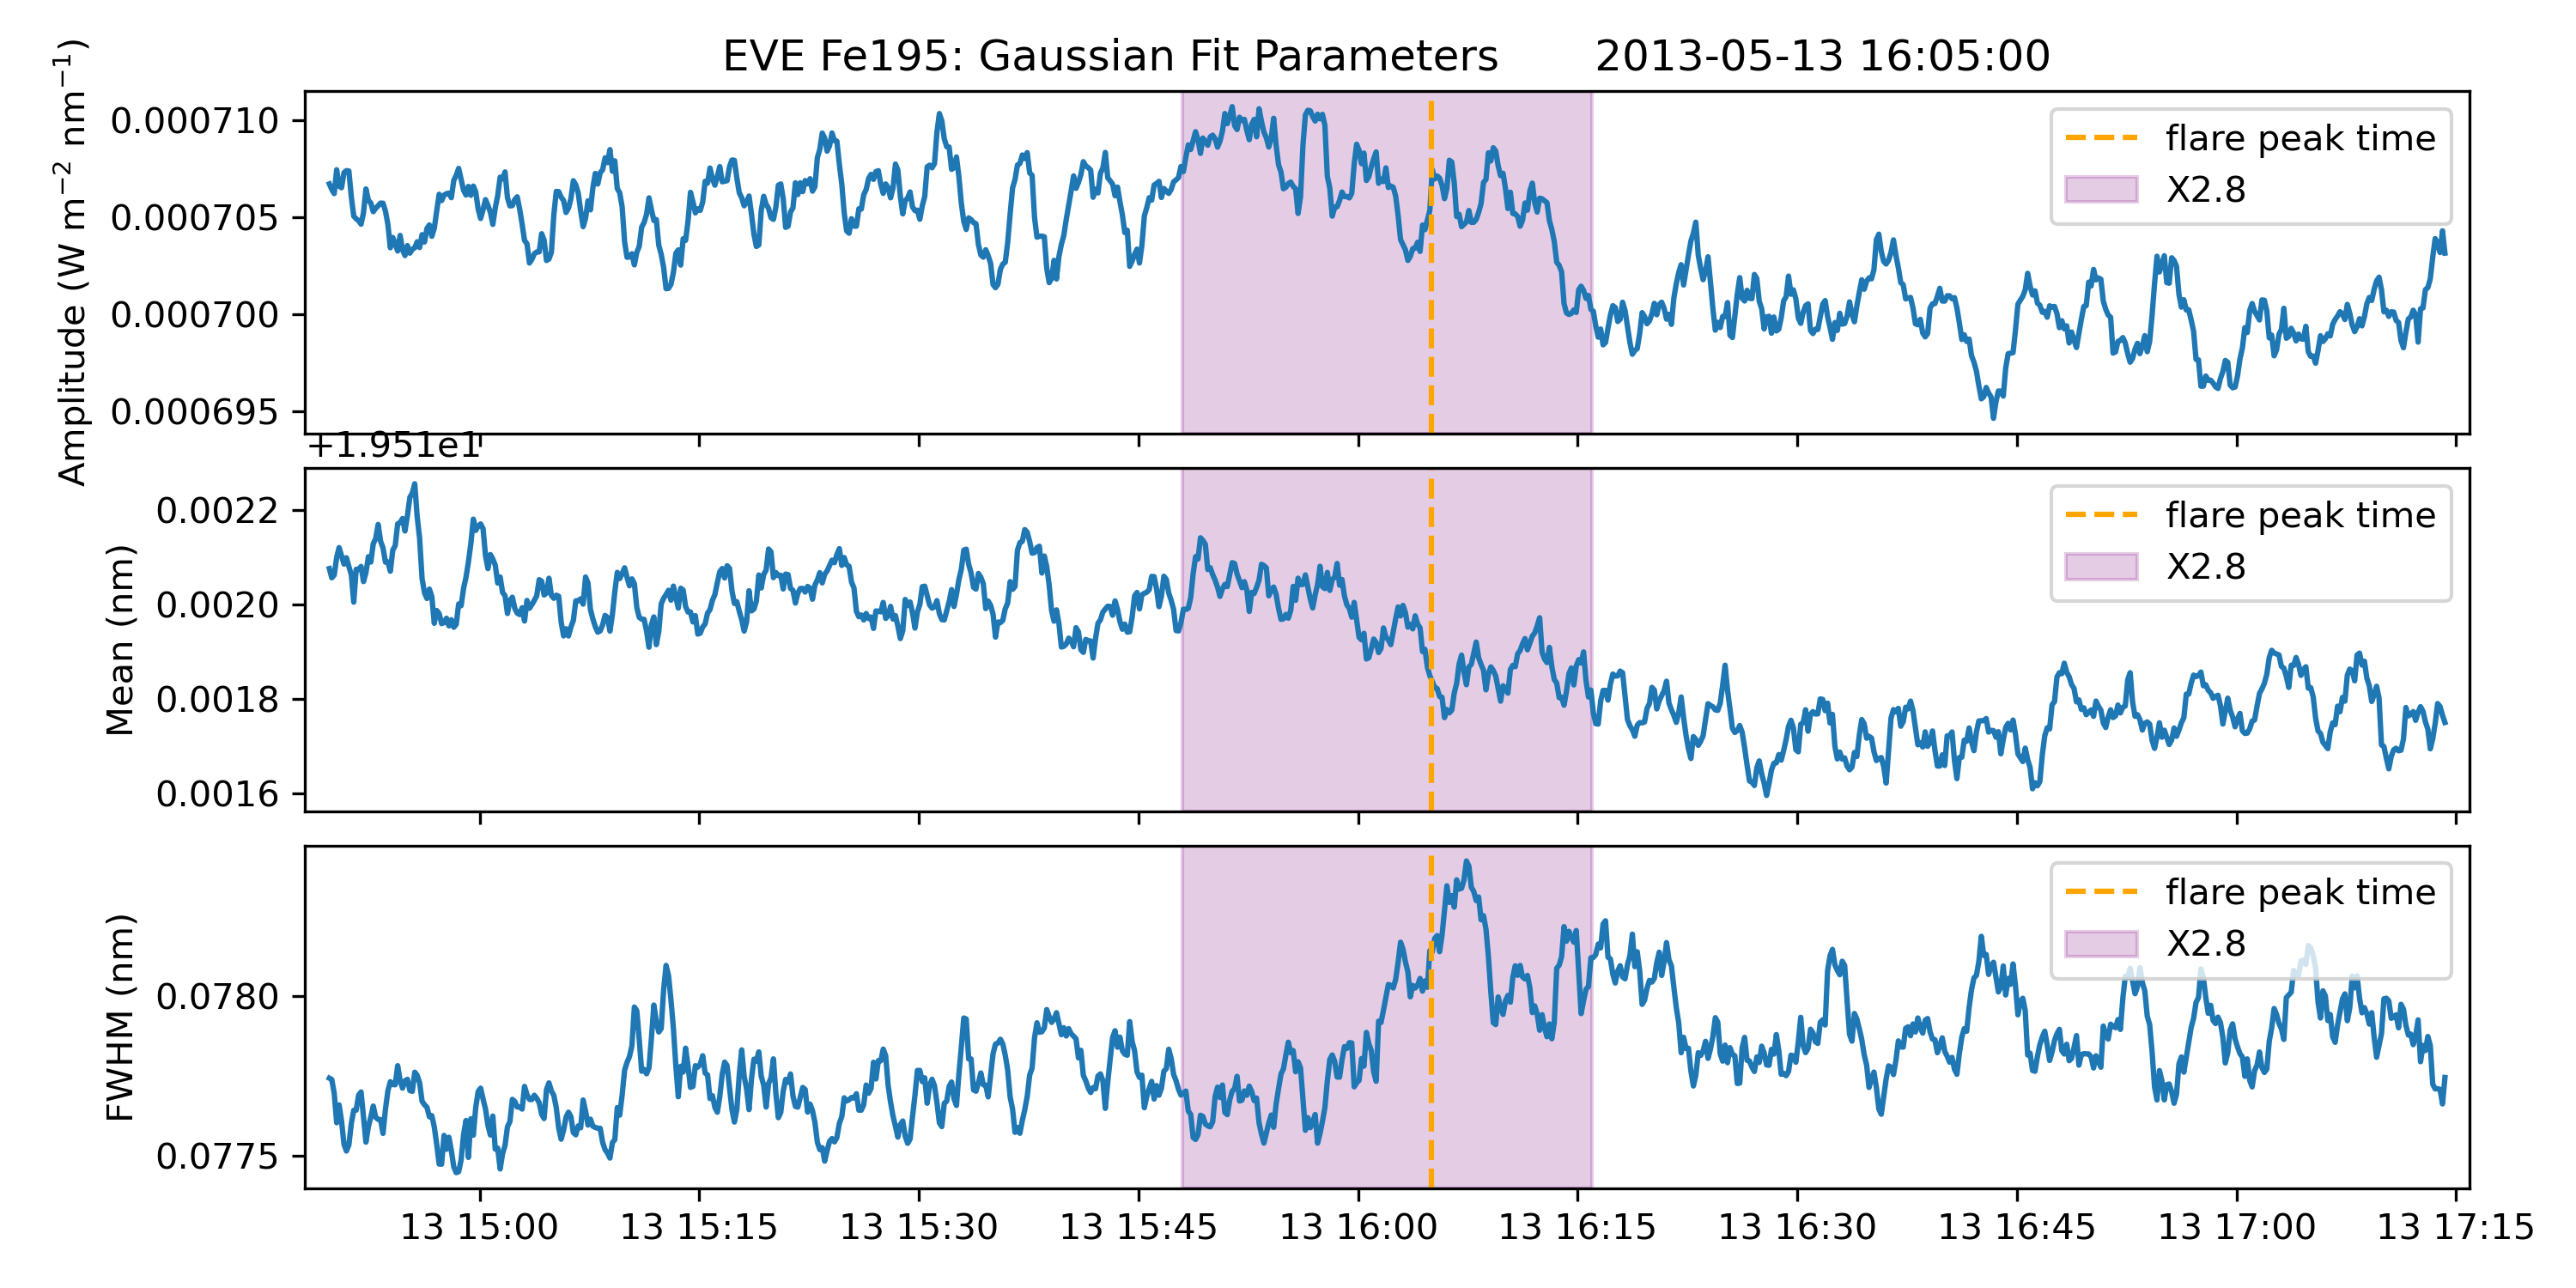 EVE Fe195: Gaussian Fit Parameters 2013-05-13 16:05:00
Amplitude (W m⁻² nm⁻¹)
0.000710
0.000705
0.000700
0.000695
flare peak time
X2.8
+1.951e1
Mean (nm)
0.0022
0.0020
0.0018
0.0016
flare peak time
X2.8
FWHM (nm)
0.0780
0.0775
flare peak time
X2.8
13 15:00 13 15:15 13 15:30 13 15:45 13 16:00 13 16:15 13 16:30 13 16:45 13 17:00 13 17:15